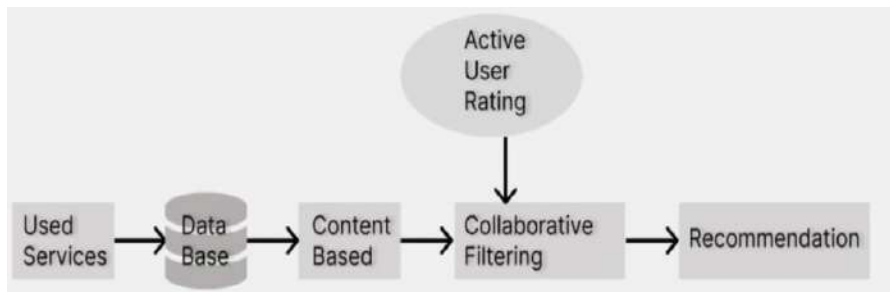 Active
User
Rating
Used
Services
Data
Base
Content
Based
Collaborative
Filtering
Recommendation